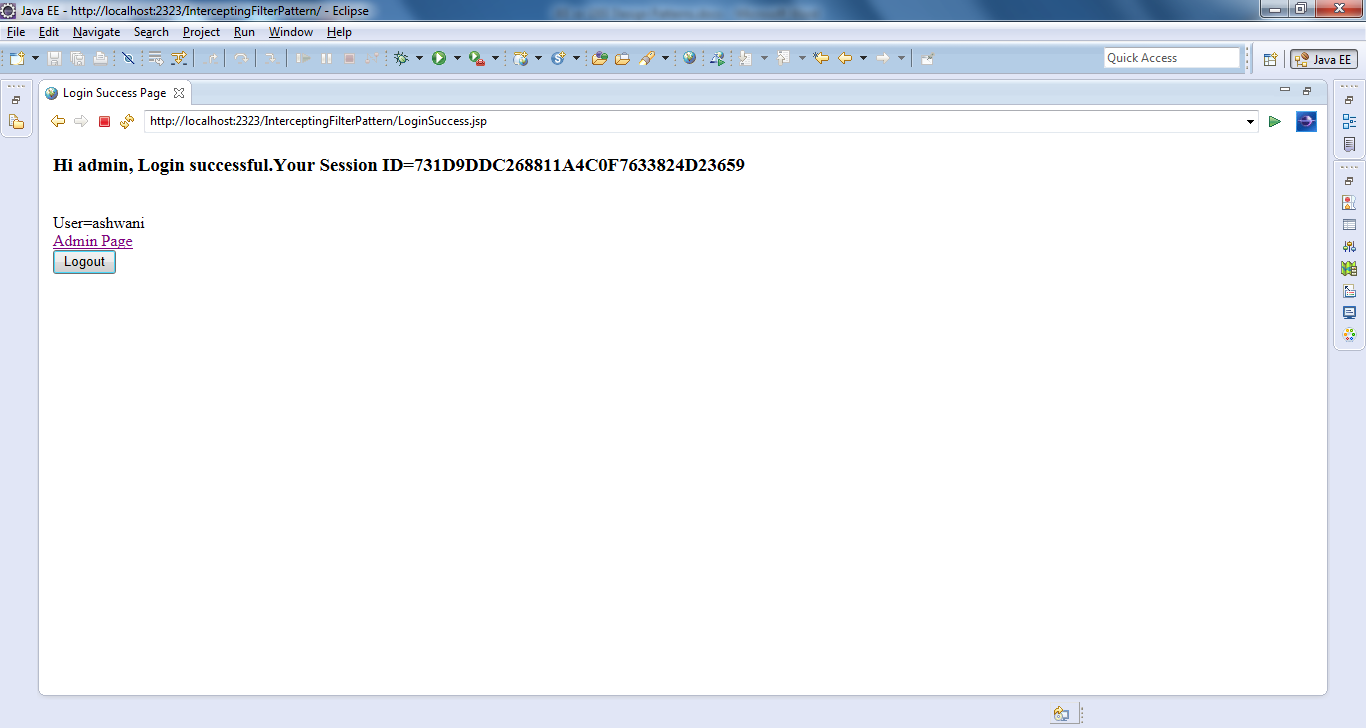 Java EE - http://localhost:2323/InterceptingFilterPattern/ - Eclipse
File Edit Navigate Search Project Run Window Help
Quick Access
Java EE
Login Success Page
http://localhost:2323/InterceptingFilterPattern/LoginSuccess.jsp
Hi admin, Login successful.Your Session ID=731D9DDC268811A4C0F7633824D23659
User=ashwani
Admin Page
Logout